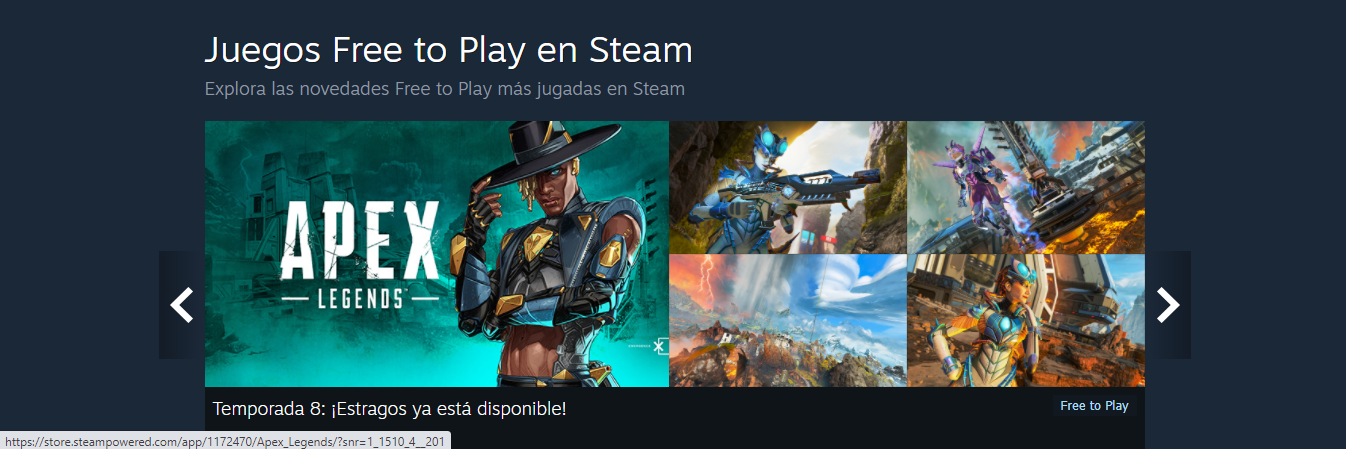 Juegos Free to Play en Steam
Explora las novedades Free to Play más jugadas en Steam
APEX
LEGENDS
Temporada 8: ¡Estragos ya está disponible!
Free to Play
https://store.steampowered.com/app/1172470/Apex_Legends/?snr=1_1510_4__201